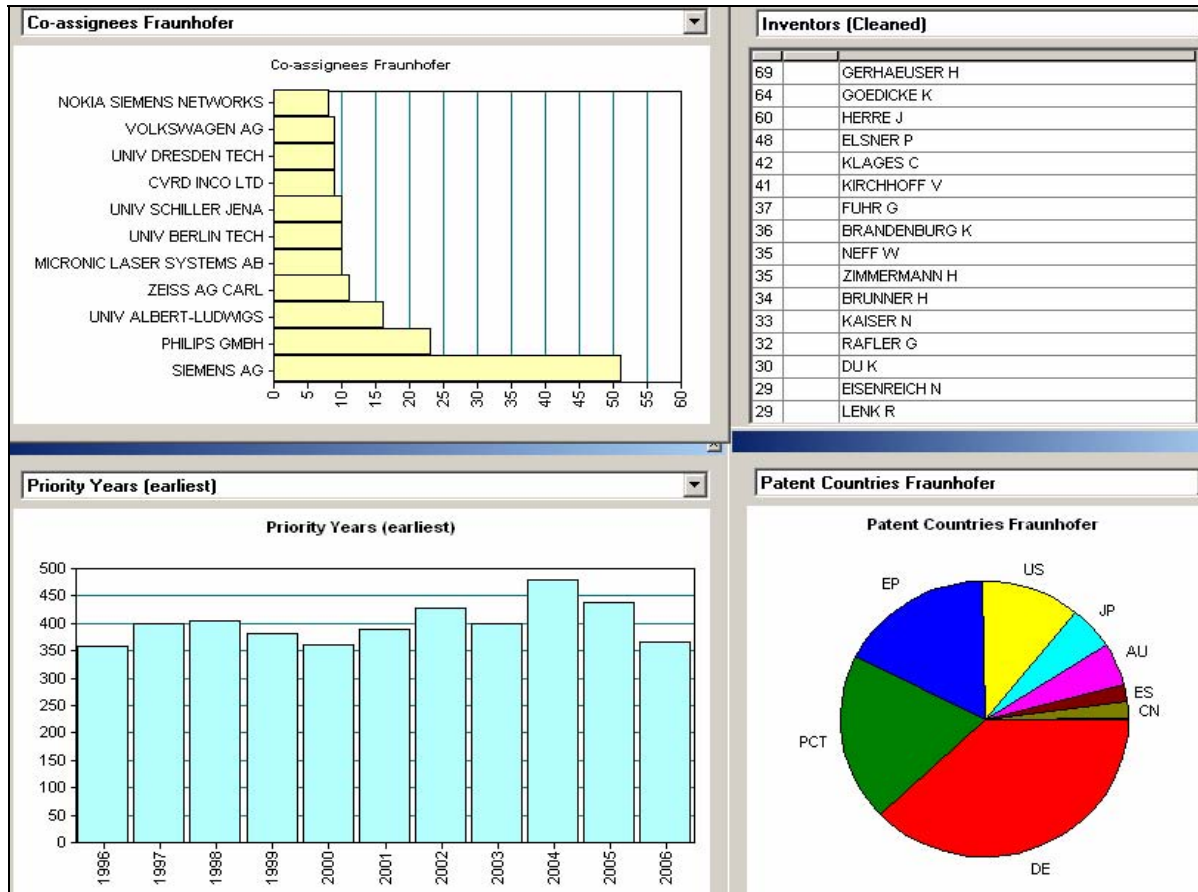 Co-assignees Fraunhofer
Co-assignees Fraunhofer
NOKIA SIEMENS NETWORKS
VOLKSWAGEN AG
UNIV DRESDEN TECH
CVRD INCO LTD
UNIV SCHILLER JENA
UNIV BERLIN TECH
MICRONIC LASER SYSTEMS AB
ZEISS AG CARL
UNIV ALBERT-LUDWIGS
PHILIPS GMBH
SIEMENS AG
0 5 10 15 20 25 30 35 40 45 50 55 60
Inventors (Cleaned)
69 GERHAEUSER H
64 GOEDICKE K
60 HERRE J
48 ELSNER P
42 KLAGES C
41 KIRCHHOFF V
37 FUHR G
36 BRANDENBURG K
35 NEFF W
35 ZIMMERMANN H
34 BRUNNER H
33 KAISER N
32 RAFLER G
30 DU K
29 EISENREICH N
29 LENK R
Priority Years (earliest)
Priority Years (earliest)
500
450
400
350
300
250
200
150
100
50
0
1996 1997 1998 1999 2000 2001 2002 2003 2004 2005 2006
Patent Countries Fraunhofer
Patent Countries Fraunhofer
US
EP
JP
AU
ES
CN
PCT
DE